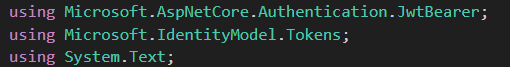 using Microsoft.AspNetCore.Authentication.JwtBearer;
using Microsoft.IdentityModel.Tokens;
using System.Text;